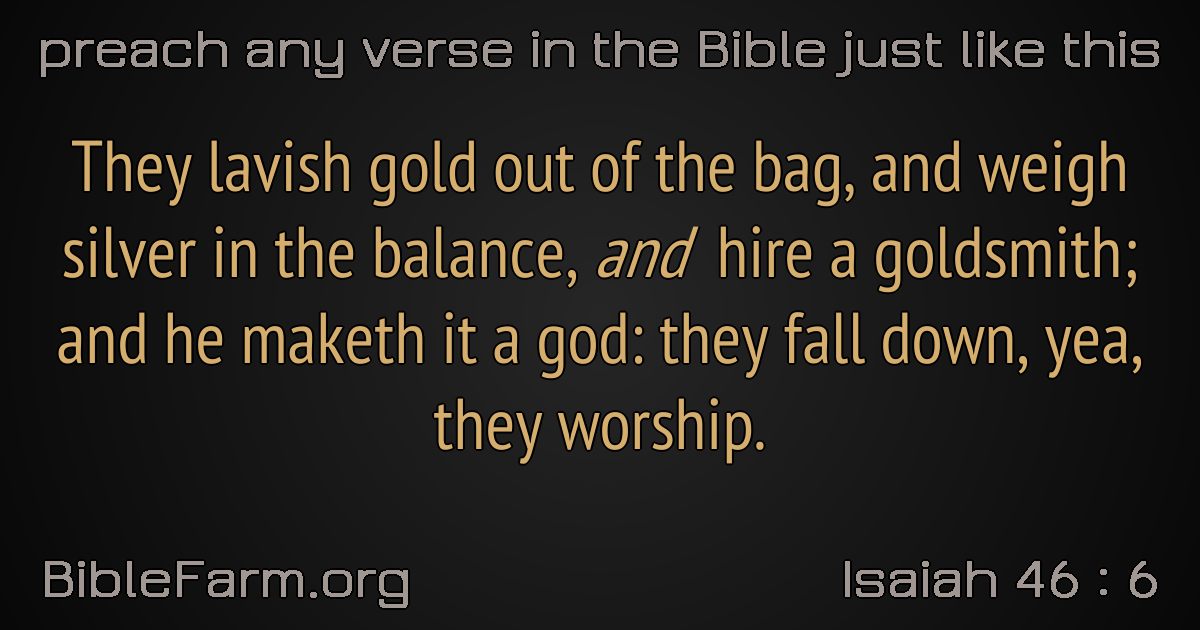 preach any verse in the Bible just like this
They lavish gold out of the bag, and weigh
silver in the balance, and hire a goldsmith;
and he maketh it a god: they fall down, yea,
they worship.
BibleFarm.org
Isaiah 46 : 6